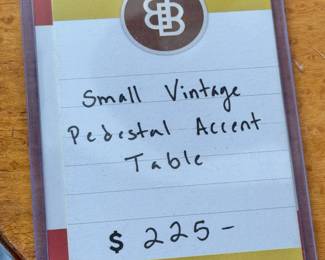 Small Vintage
Pedestal Accent
Table
$ 225-